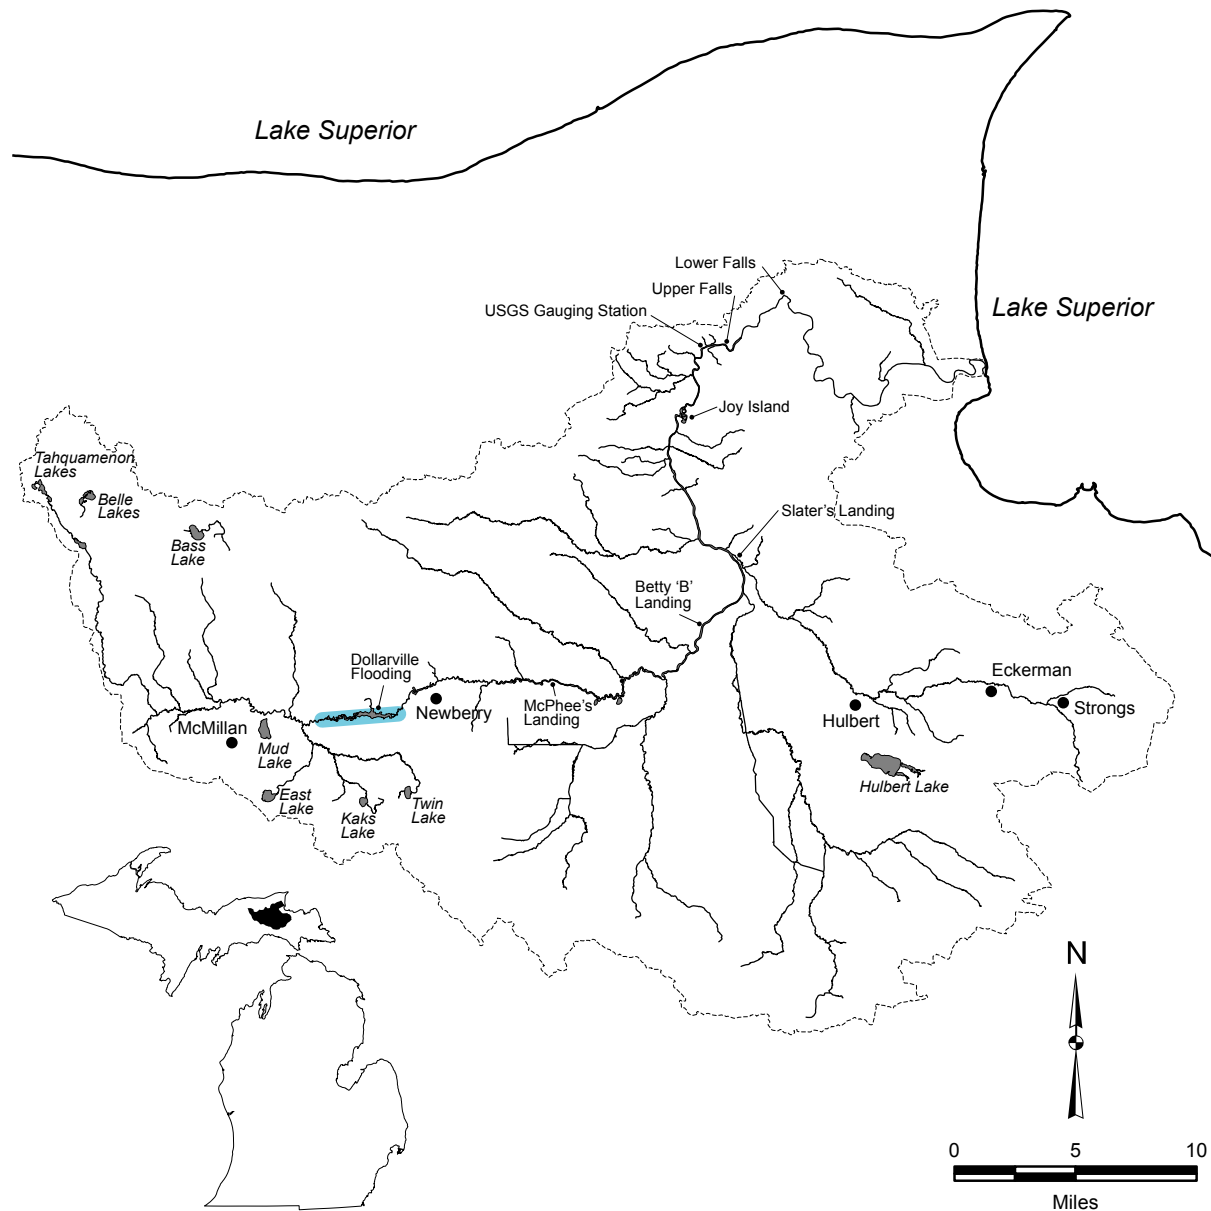 Lake Superior
Lower Falls
Upper Falls
USGS Gauging Station
Lake Superior
Joy Island
Tahquamenon
Lakes
Belle
Lakes
Bass
Lake
Slater's Landing
Betty ‘B’
Landing
Dollarville
Flooding
Eckerman
McMillan
Newberry
McPhee's
Landing
Hulbert
Strongs
Mud
Lake
Hulbert Lake
East
Lake
Kaks
Lake
Twin
Lake
N
0 5 10
Miles